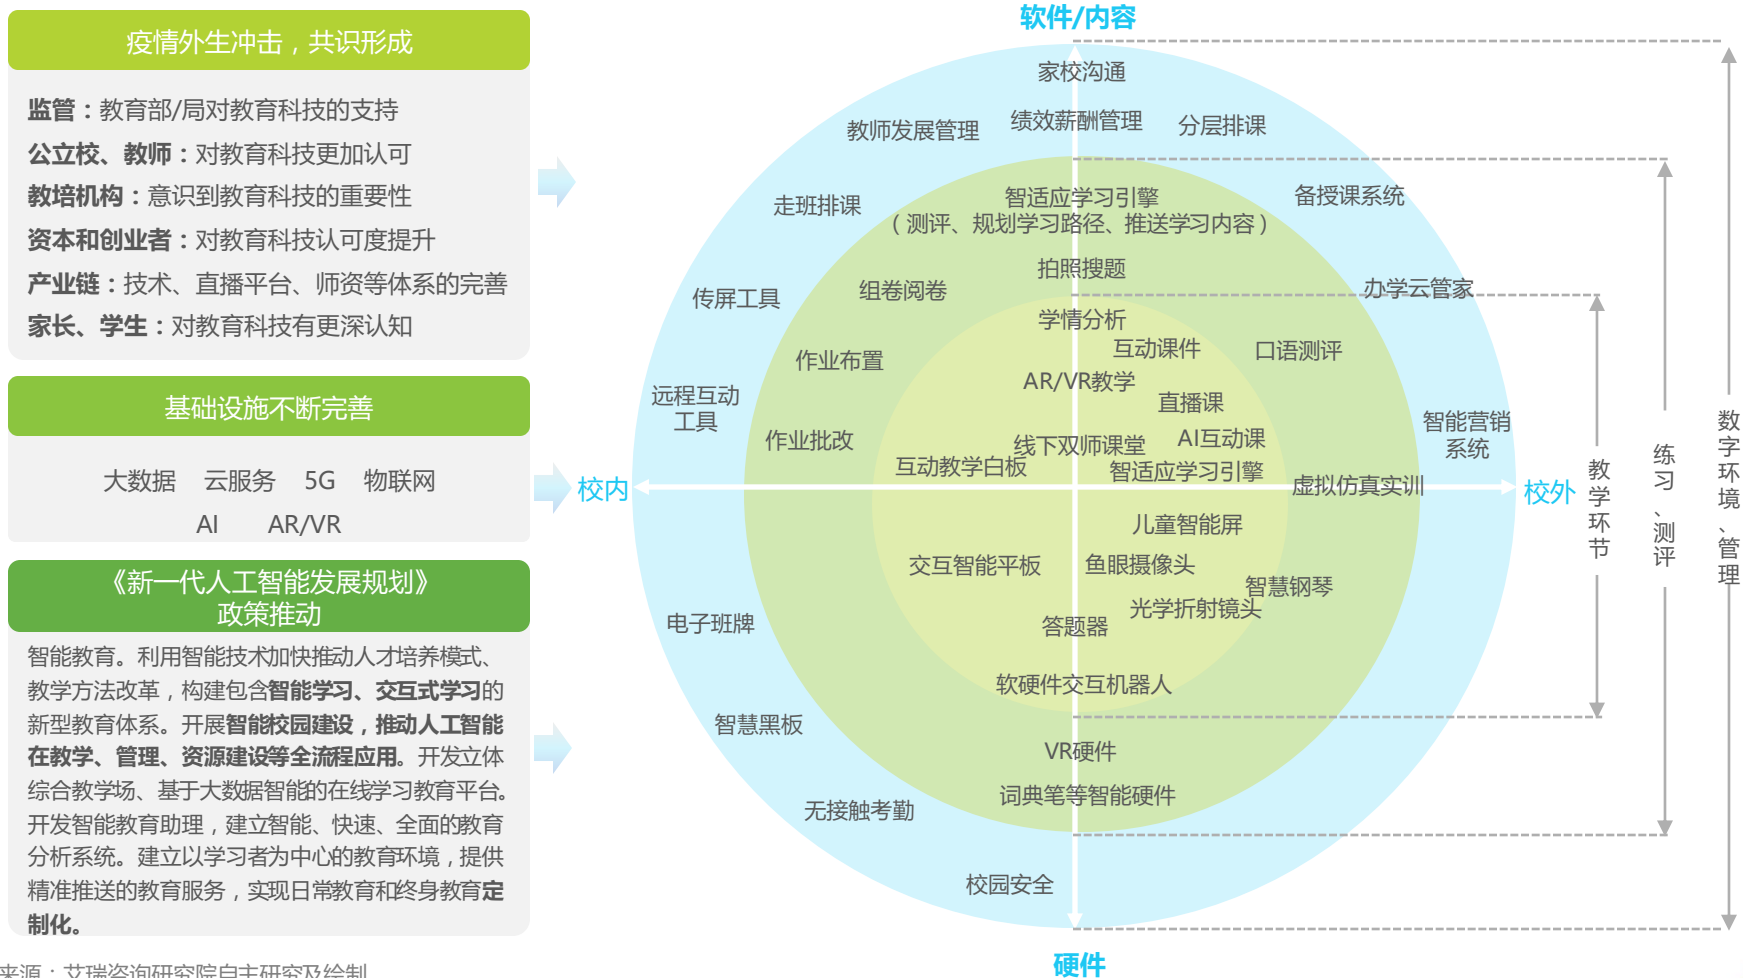 疫情外生冲击，共识形成
监管：教育部/局对教育科技的支持
公立校、教师：对教育科技更加认可
教培机构：意识到教育科技的重要性
资本和创业者：对教育科技认可度提升
产业链：技术、直播平台、师资等体系的完善
家长、学生：对教育科技有更深认知
基础设施不断完善
大数据 云服务 5G 物联网
AI AR/VR
《新一代人工智能发展规划》
政策推动
智能教育。利用智能技术加快推动人才培养模式、
教学方法改革，构建包含智能学习、交互式学习的
新型教育体系。开展智能校园建设，推动人工智能
在教学、管理、资源建设等全流程应用。开发立体
综合教学场、基于大数据智能的在线学习教育平台。
开发智能教育助理，建立智能、快速、全面的教育
分析系统。建立以学习者为中心的教育环境，提供
精准推送的教育服务，实现日常教育和终身教育定
制化。
来源：艾瑞咨询研究院自主研究及绘制
软件/内容
家校沟通
绩效薪酬管理
教师发展管理
分层排课
走班排课
备授课系统
智适应学习引擎
（测评、规划学习路径、推送学习内容）
拍照搜题
组卷阅卷
传屏工具
办学云管家
学情分析
互动课件
口语测评
作业布置
AR/VR教学
远程互动
工具
直播课
智能营销
系统
作业批改
线下双师课堂
AI互动课
互动教学白板
智适应学习引擎
校内
虚拟仿真实训
校外
儿童智能屏
交互智能平板
鱼眼摄像头
智慧钢琴
光学折射镜头
电子班牌
答题器
软硬件交互机器人
智慧黑板
VR硬件
词典笔等智能硬件
无接触考勤
校园安全
硬件
教学环节
练习、测评
数字环境、管理